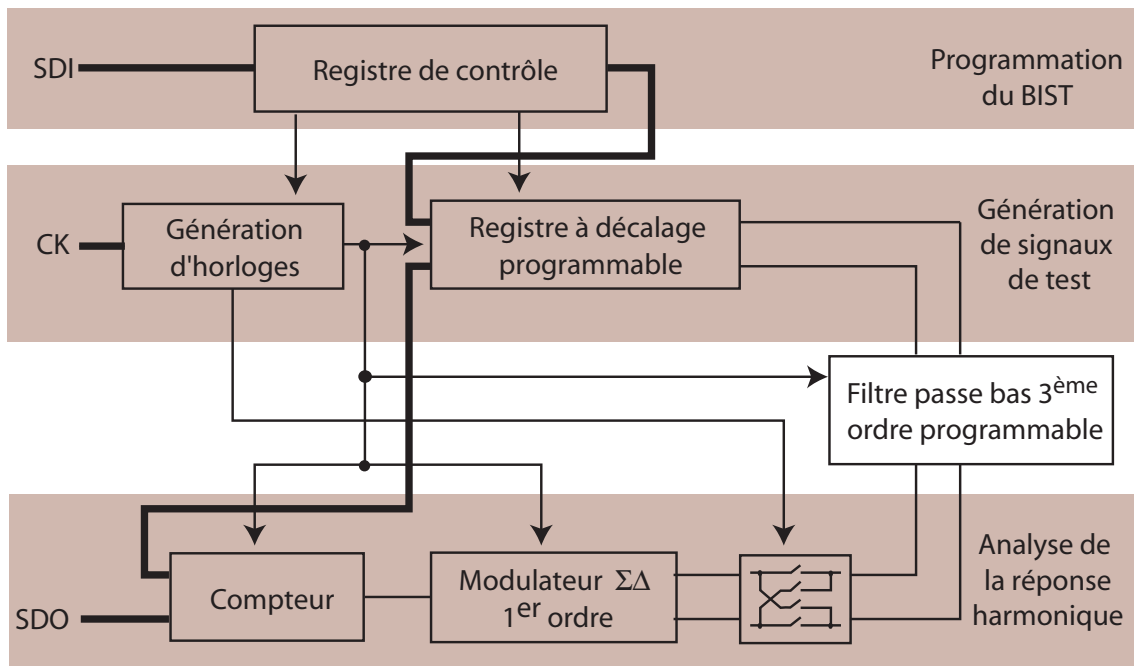 SDI
Registre de contrôle
Programmation
du BIST
CK
Génération
d'horloges
Registre à décalage
programmable
Génération
de signaux
de test
Filtre passe bas 3ème
ordre programmable
SDO
Compteur
Modulateur ΣΔ
1er ordre
Analyse de
la réponse
harmonique